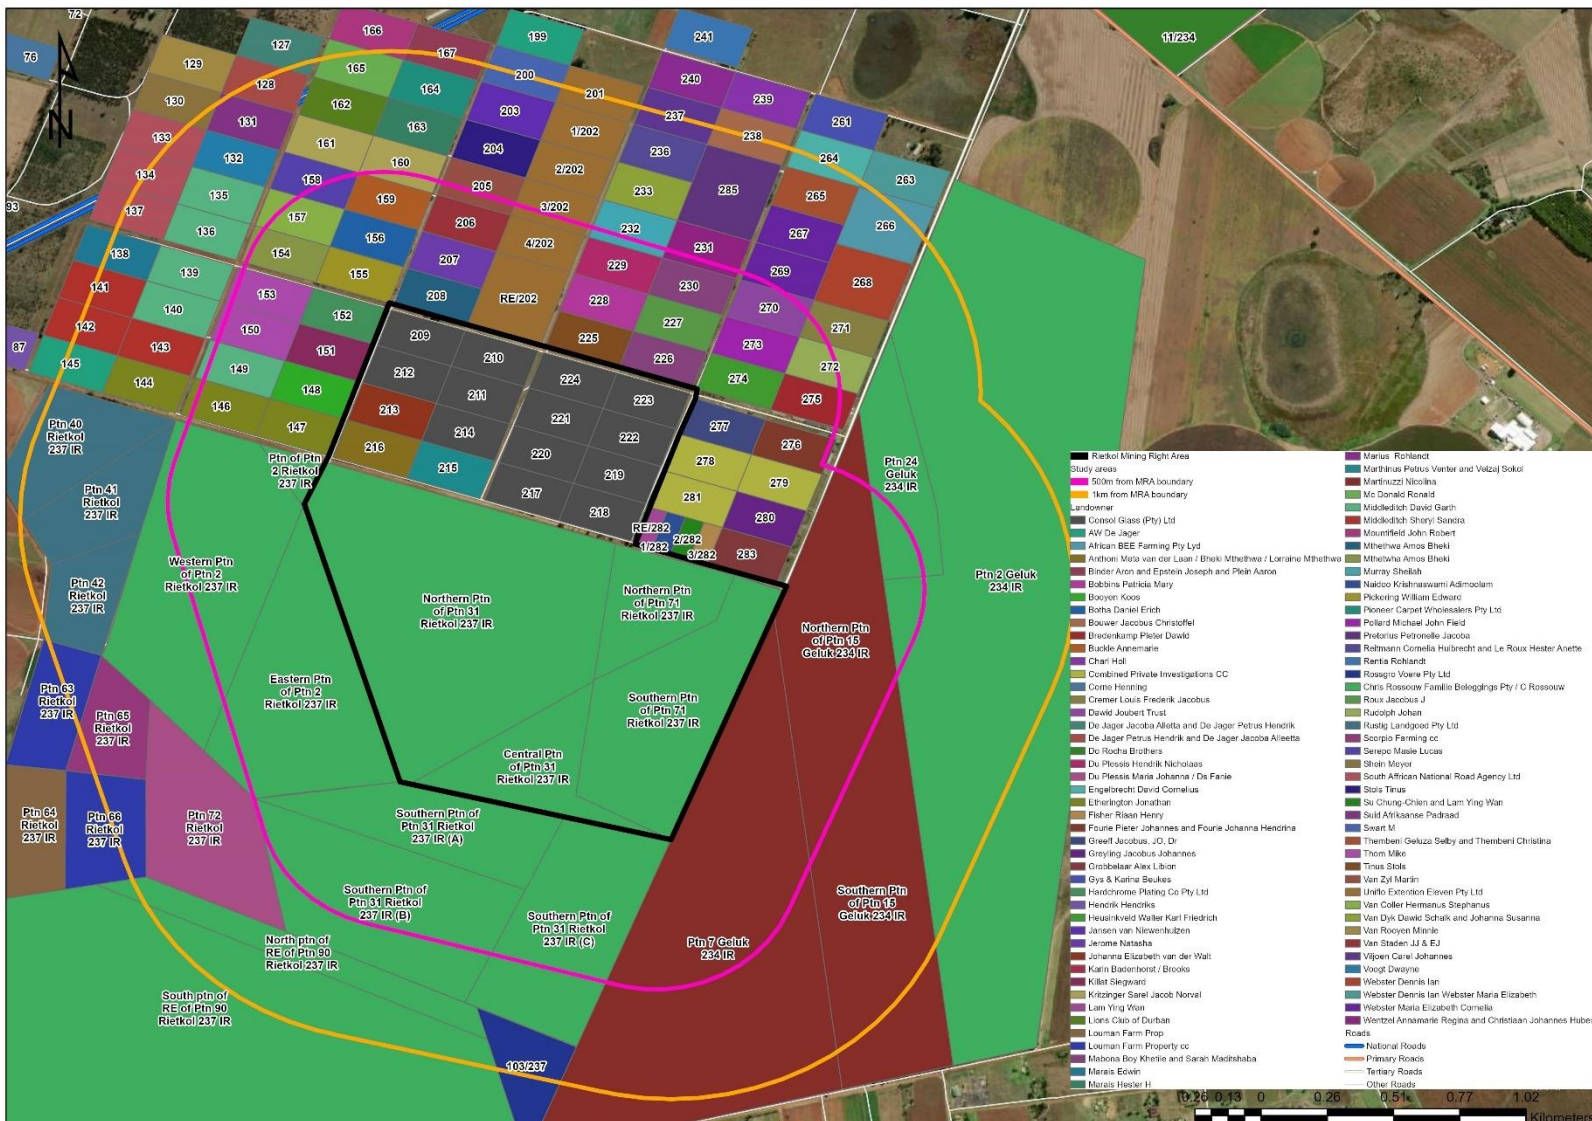 72
76
93
87
N
166
127
167
199
241
11/234
129
165
240
128
164
200
201
239
130
162
203
237
261
131
163
1/202
238
133
161
204
236
264
132
160
2/202
263
134
158
205
233
285
265
135
159
3/202
266
137
157
206
232
267
136
156
4/202
231
138
154
207
229
269
139
155
230
268
141
153
208
RE/202
228
270
140
152
227
271
142
150
209
225
273
143
151
210
226
272
145
149
212
224
274
144
148
211
223
275
146
213
221
277
147
214
222
276
216
220
278
215
219
279
217
281
218
280
RE/282
2/282
1/282
3/282
283
Ptn 40
Rietkol
237 IR
Ptn of Ptn
2 Rietkol
237 IR
Ptn 24
Geluk
234 IR
Ptn 41
Rietkol
237 IR
Ptn 42
Rietkol
237 IR
Western Ptn
of Ptn 2
Rietkol 237 IR
Northern Ptn
of Ptn 31
Rietkol 237 IR
Northern Ptn
of Ptn 71
Rietkol 237 IR
Ptn 2 Geluk
234 IR
Northern Ptn
of Ptn 15
Geluk 234 IR
Ptn 63
Rietkol
237 IR
Ptn 65
Rietkol
237 IR
Eastern Ptn
of Ptn 2
Rietkol 237 IR
Southern Ptn
of Ptn 71
Rietkol 237 IR
Central Ptn
of Ptn 31
Rietkol 237 IR
Ptn 64
Rietkol
237 IR
Ptn 66
Rietkol
237 IR
Ptn 72
Rietkol
237 IR
Southern Ptn of
Ptn 31 Rietkol
237 IR (A)
Southern Ptn of
Ptn 31 Rietkol
237 IR (B)
Southern Ptn of
Ptn 31 Rietkol
237 IR (C)
Southern Ptn
of Ptn 15
Geluk 234 IR
North ptn of
RE of Ptn 90
Rietkol 237 IR
Ptn 7 Geluk
234 IR
South ptn of
RE of Ptn 90
Rietkol 237 IR
103/237
Rietkol Mining Right Area
Study areas
500m from MRA boundary
1km from MRA boundary
Landowner
Consol Glass (Pty) Ltd
AW De Jager
African BEE Farming Pty Lyd
Anthoni Mata van der Laan / Bheki Mthethwa / Lorraine Mthethwa
Binder Aron and Epstein Joseph and Plein Aaron
Bobbins Patricia Mary
Booyen Koos
Botha Daniel Erich
Bouwer Jacobus Christoffel
Bredenkamp Pieter Dawid
Buckle Annemarie
Charl Holl
Combined Private Investigations CC
Corne Henning
Cremer Louis Frederik Jacobus
Dawid Joubert Trust
De Jager Jacoba Alletta and De Jager Petrus Hendrik
De Jager Petrus Hendrik and De Jager Jacoba Alleetta
Do Rocha Brothers
Du Plessis Hendrik Nicholaas
Du Plessis Maria Johanna / Ds Fanie
Engelbrecht David Cornelius
Etherington Jonathan
Fisher Riaan Henry
Fourie Pieter Johannes and Fourie Johanna Hendrina
Greeff Jacobus, JO, Dr
Greyling Jacobus Johannes
Grobbelaar Alex Libion
Gys & Karina Beukes
Hardchrome Plating Co Pty Ltd
Hendrik Hendriks
Heusinkveld Walter Karl Friedrich
Jansen van Niewenhuizen
Jerome Natasha
Johanna Elizabeth van der Walt
Karin Badenhorst / Brooks
Killat Siegward
Kritzinger Sarel Jacob Norval
Lam Ying Wan
Lions Club of Durban
Louman Farm Prop
Louman Farm Property cc
Mabona Boy Khetile and Sarah Maditshaba
Marais Edwin
Marais Hester H
Marius Rohlandt
Marthinus Petrus Venter and Velzaj Sokol
Martinuzzi Nicolina
Mc Donald Ronald
Middleditch David Garth
Middleditch Sheryl Sandra
Mountifield John Robert
Mthethwa Amos Bheki
Mthetwha Amos Bheki
Murray Sheilah
Naidoo Krishnaswami Adimoolam
Pickering William Edward
Pioneer Carpet Wholesalers Pty Ltd
Pollard Michael John Field
Pretorius Petronelle Jacoba
Reitmann Cornelia Hulbrecht and Le Roux Hester Anette
Rentia Rohlandt
Rossgro Voere Pty Ltd
Chris Rossouw Familie Beleggings Pty / C Rossouw
Roux Jacobus J
Rudolph Johan
Rustig Landgoed Pty Ltd
Scorpio Farming cc
Serepo Masie Lucas
Shein Meyer
South African National Road Agency Ltd
Stols Tinus
Su Chung-Chien and Lam Ying Wan
Suid Afrikaanse Padraad
Swart M
Thembeni Geluza Selby and Thembeni Christina
Thom Mike
Tinus Stols
Van Zyl Martin
Uniflo Extention Eleven Pty Ltd
Van Coller Hermanus Stephanus
Van Dyk Dawid Schalk and Johanna Susanna
Van Rooyen Minnie
Van Staden JJ & EJ
Viljoen Carel Johannes
Voogt Dwayne
Webster Dennis Ian
Webster Dennis Ian Webster Maria Elizabeth
Webster Maria Elizabeth Cornelia
Wentzel Annamarie Regina and Christiaan Johannes Huber
Roads
National Roads
Primary Roads
Tertiary Roads
Other Roads
0.26 0.13 0 0.26 0.51 0.77 1.02
Kilometers